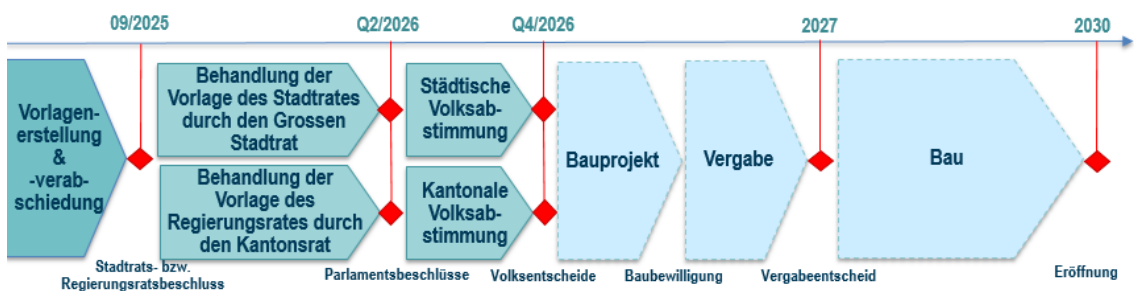 09/2025
Q2/2026
Q4/2026
2027
2030
Vorlagen-
erstellung
&
-verab-
schiedung
Behandlung der
Vorlage des Stadtrates
durch den Grossen
Stadtrat
Behandlung der
Vorlage des
Regierungsrates durch
den Kantonsrat
Städtische
Volksab-
stimmung
Kantonale
Volksab-
stimmung
Bauprojekt
Vergabe
Bau
Stadtrats- bzw.
Regierungsratsbeschluss
Parlamentsbeschlüsse
Volksentscheide
Baubewilligung
Vergabeentscheid
Eröffnung